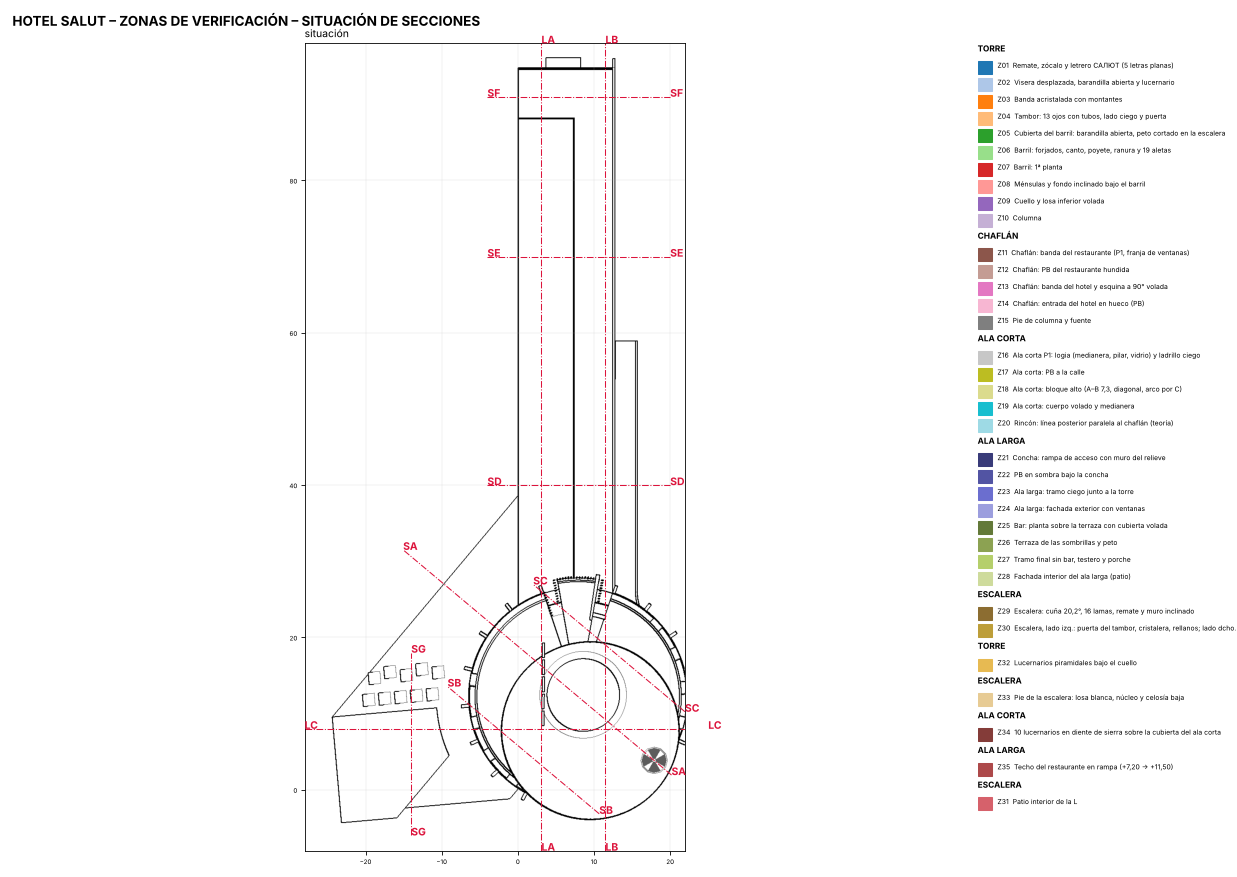 HOTEL SALUT – ZONAS DE VERIFICACIÓN – SITUACIÓN DE SECCIONES
situación
LA
LB
SF
SF
80
SE
SE
60
SD
SD
40
SA
SC
20
SG
SB
SC
LC
LC
SA
0
SB
SG
LA
LB
−20
−10
0
10
20
TORRE
Z01 Remate, zócalo y letrero САЛЮТ (5 letras planas)
Z02 Visera desplazada, barandilla abierta y lucernario
Z03 Banda acristalada con montantes
Z04 Tambor: 13 ojos con tubos, lado ciego y puerta
Z05 Cubierta del barril: barandilla abierta, peto cortado en la escalera
Z06 Barril: forjados, canto, poyete, ranura y 19 aletas
Z07 Barril: 1ª planta
Z08 Ménsulas y fondo inclinado bajo el barril
Z09 Cuello y losa inferior volada
Z10 Columna
CHAFLÁN
Z11 Chaflán: banda del restaurante (P1, franja de ventanas)
Z12 Chaflán: PB del restaurante hundida
Z13 Chaflán: banda del hotel y esquina a 90° volada
Z14 Chaflán: entrada del hotel en hueco (PB)
Z15 Pie de columna y fuente
ALA CORTA
Z16 Ala corta P1: logia (medianera, pilar, vidrio) y ladrillo ciego
Z17 Ala corta: PB a la calle
Z18 Ala corta: bloque alto (A–B 7,3, diagonal, arco por C)
Z19 Ala corta: cuerpo volado y medianera
Z20 Rincón: línea posterior paralela al chaflán (teoría)
ALA LARGA
Z21 Concha: rampa de acceso con muro del relieve
Z22 PB en sombra bajo la concha
Z23 Ala larga: tramo ciego junto a la torre
Z24 Ala larga: fachada exterior con ventanas
Z25 Bar: planta sobre la terraza con cubierta volada
Z26 Terraza de las sombrillas y peto
Z27 Tramo final sin bar, testero y porche
Z28 Fachada interior del ala larga (patio)
ESCALERA
Z29 Escalera: cuña 20,2°, 16 lamas, remate y muro inclinado
Z30 Escalera, lado izq.: puerta del tambor, cristalera, rellanos; lado dcho.
TORRE
Z32 Lucernarios piramidales bajo el cuello
ESCALERA
Z33 Pie de la escalera: losa blanca, núcleo y celosía baja
ALA CORTA
Z34 10 lucernarios en diente de sierra sobre la cubierta del ala corta
ALA LARGA
Z35 Techo del restaurante en rampa (+7,20 → +11,50)
ESCALERA
Z31 Patio interior de la L